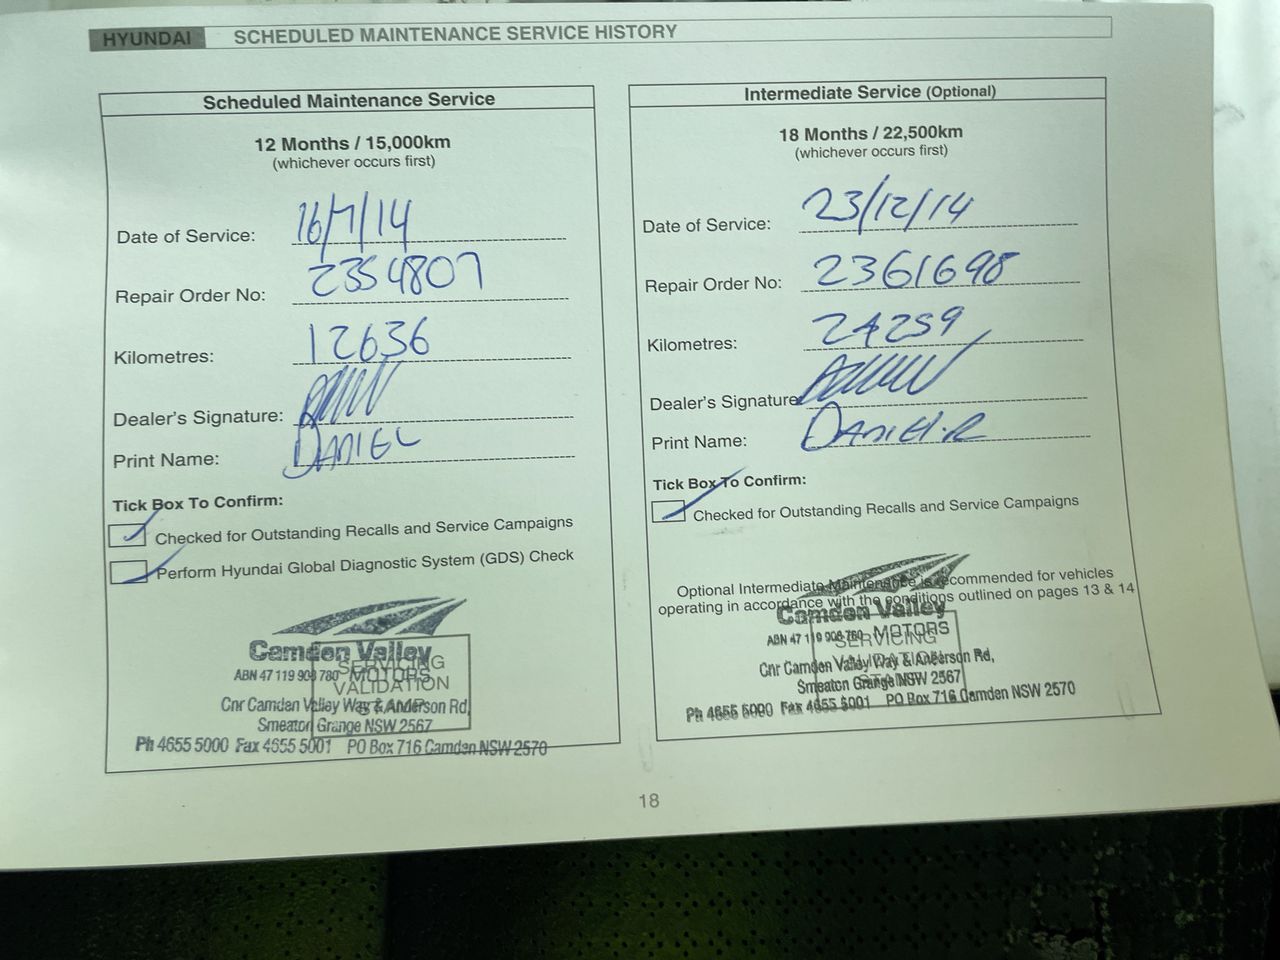 HYUNDAI SCHEDULED MAINTENANCE SERVICE HISTORY
Scheduled Maintenance Service
12 Months / 15,000km
(whichever occurs first)
Date of Service: 16/7/14
Repair Order No: 2354807
Kilometres: 12636
Dealer's Signature:
Print Name: DANIEL
Tick Box To Confirm:
Checked for Outstanding Recalls and Service Campaigns
Perform Hyundai Global Diagnostic System (GDS) Check
Camden Valley
ABN 47 119 908 780 MOTORS
SERVICING
VALIDATION
STAMP
Cnr Camden Valley Way & Anderson Rd,
Smeaton Grange NSW 2567
Ph 4655 5000 Fax 4655 5001 PO Box 716 Camden NSW 2570
Intermediate Service (Optional)
18 Months / 22,500km
(whichever occurs first)
Date of Service: 23/12/14
Repair Order No: 2361698
Kilometres: 24259
Dealer's Signature
Print Name: DANIEL.R
Tick Box To Confirm:
Checked for Outstanding Recalls and Service Campaigns
Optional Intermediate Maintenance is recommended for vehicles
operating in accordance with the conditions outlined on pages 13 & 14
Camden Valley
ABN 47 119 908 780 MOTORS
SERVICING
Cnr Camden Valley Way & Anderson Rd,
Smeaton Grange NSW 2567
Ph 4655 5000 Fax 4655 5001 PO Box 716 Camden NSW 2570
18